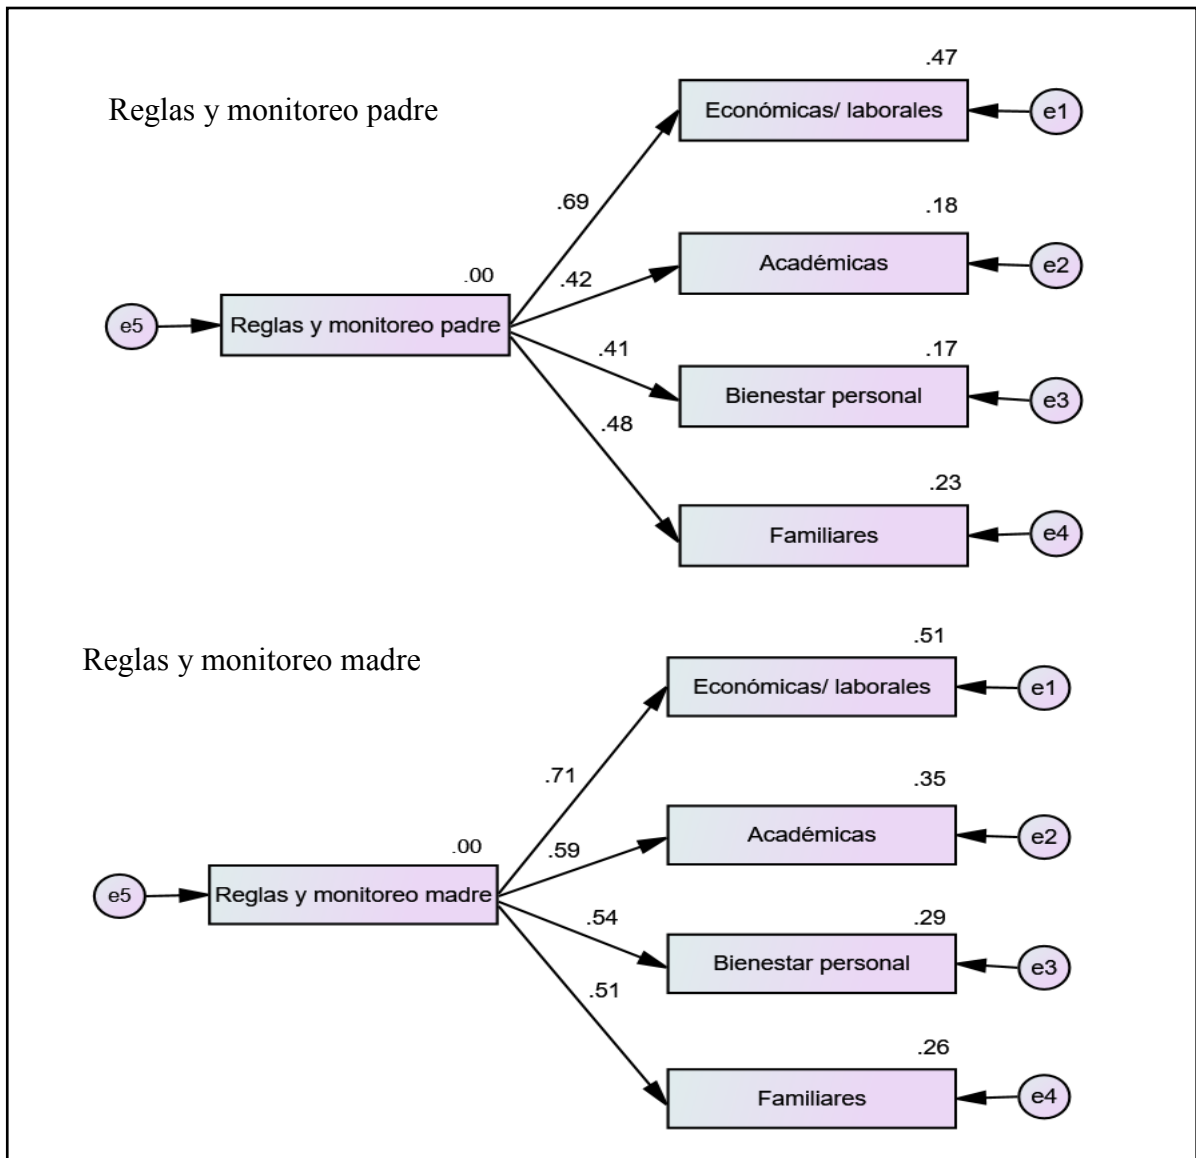 Reglas y monitoreo padre
.47
Económicas/ laborales
e1
.69
.18
Académicas
e2
.42
.00
e5
Reglas y monitoreo padre
.41
.17
Bienestar personal
e3
.48
.23
Familiares
e4
Reglas y monitoreo madre
.51
Económicas/ laborales
e1
.71
.35
Académicas
e2
.59
.00
e5
Reglas y monitoreo madre
.54
.29
Bienestar personal
e3
.51
.26
Familiares
e4